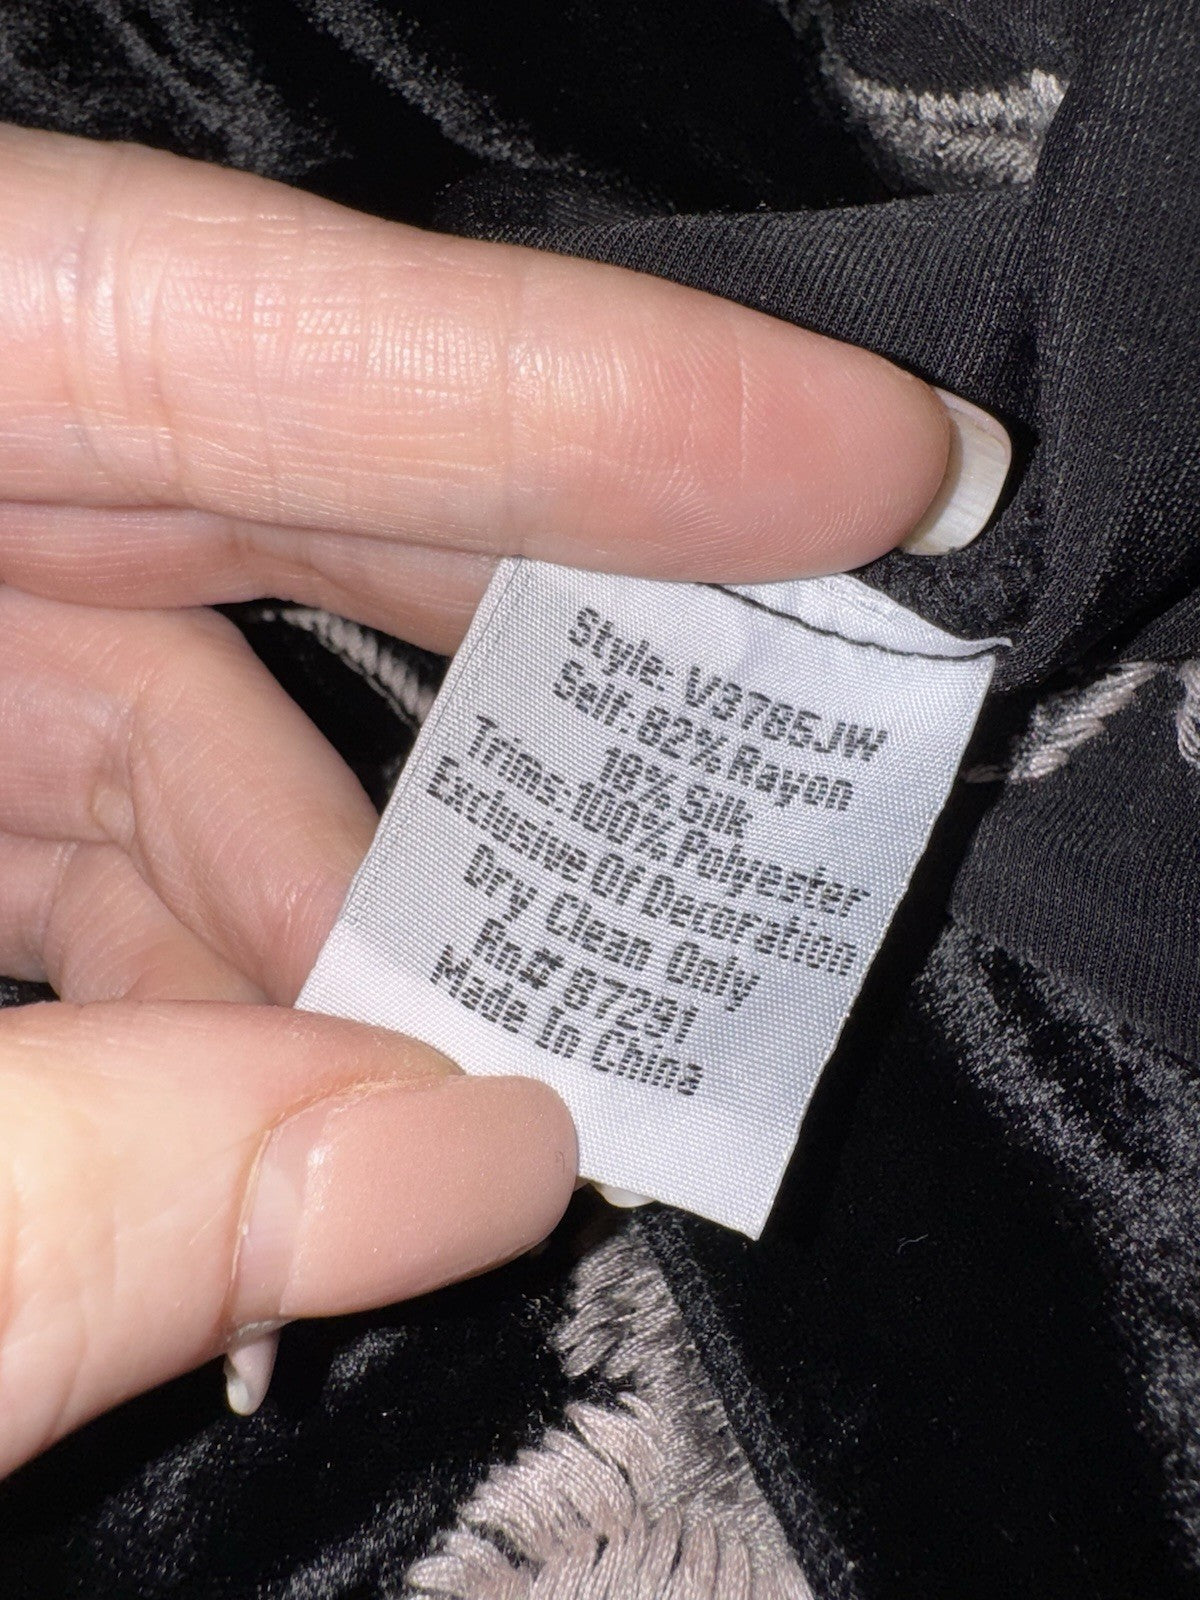 Style: V3785JW
Self: 82% Rayon
18% Silk
Trims:100% Polyester
Exclusive Of Decoration
Dry Clean Only
Rn# 87291
Made In China